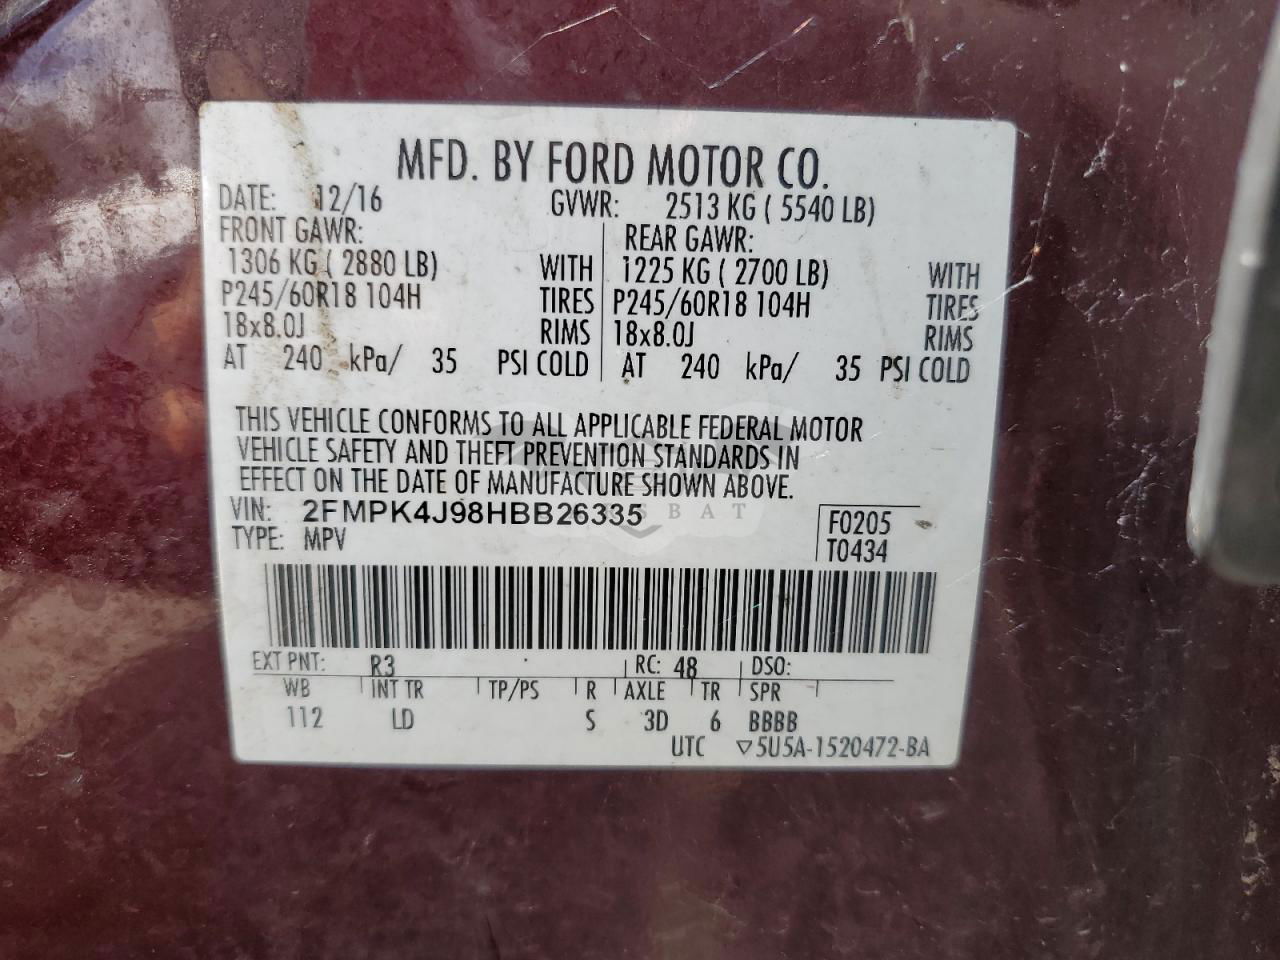 MFD. BY FORD MOTOR CO.
DATE: 12/16 GVWR: 2513 KG ( 5540 LB)
FRONT GAWR: REAR GAWR:
1306 KG ( 2880 LB) WITH 1225 KG ( 2700 LB) WITH
P245/60R18 104H TIRES P245/60R18 104H TIRES
18x8.0J RIMS 18x8.0J RIMS
AT 240 kPa/ 35 PSI COLD AT 240 kPa/ 35 PSI COLD
THIS VEHICLE CONFORMS TO ALL APPLICABLE FEDERAL MOTOR
VEHICLE SAFETY AND THEFT PREVENTION STANDARDS IN
EFFECT ON THE DATE OF MANUFACTURE SHOWN ABOVE.
VIN: 2FMPK4J98HBB26335 F0205
TYPE: MPV T0434
EXT PNT: R3 RC: 48 DSO:
WB INT TR TP/PS R AXLE TR SPR
112 LD S 3D 6 BBBB
UTC ▽5U5A-1520472-BA